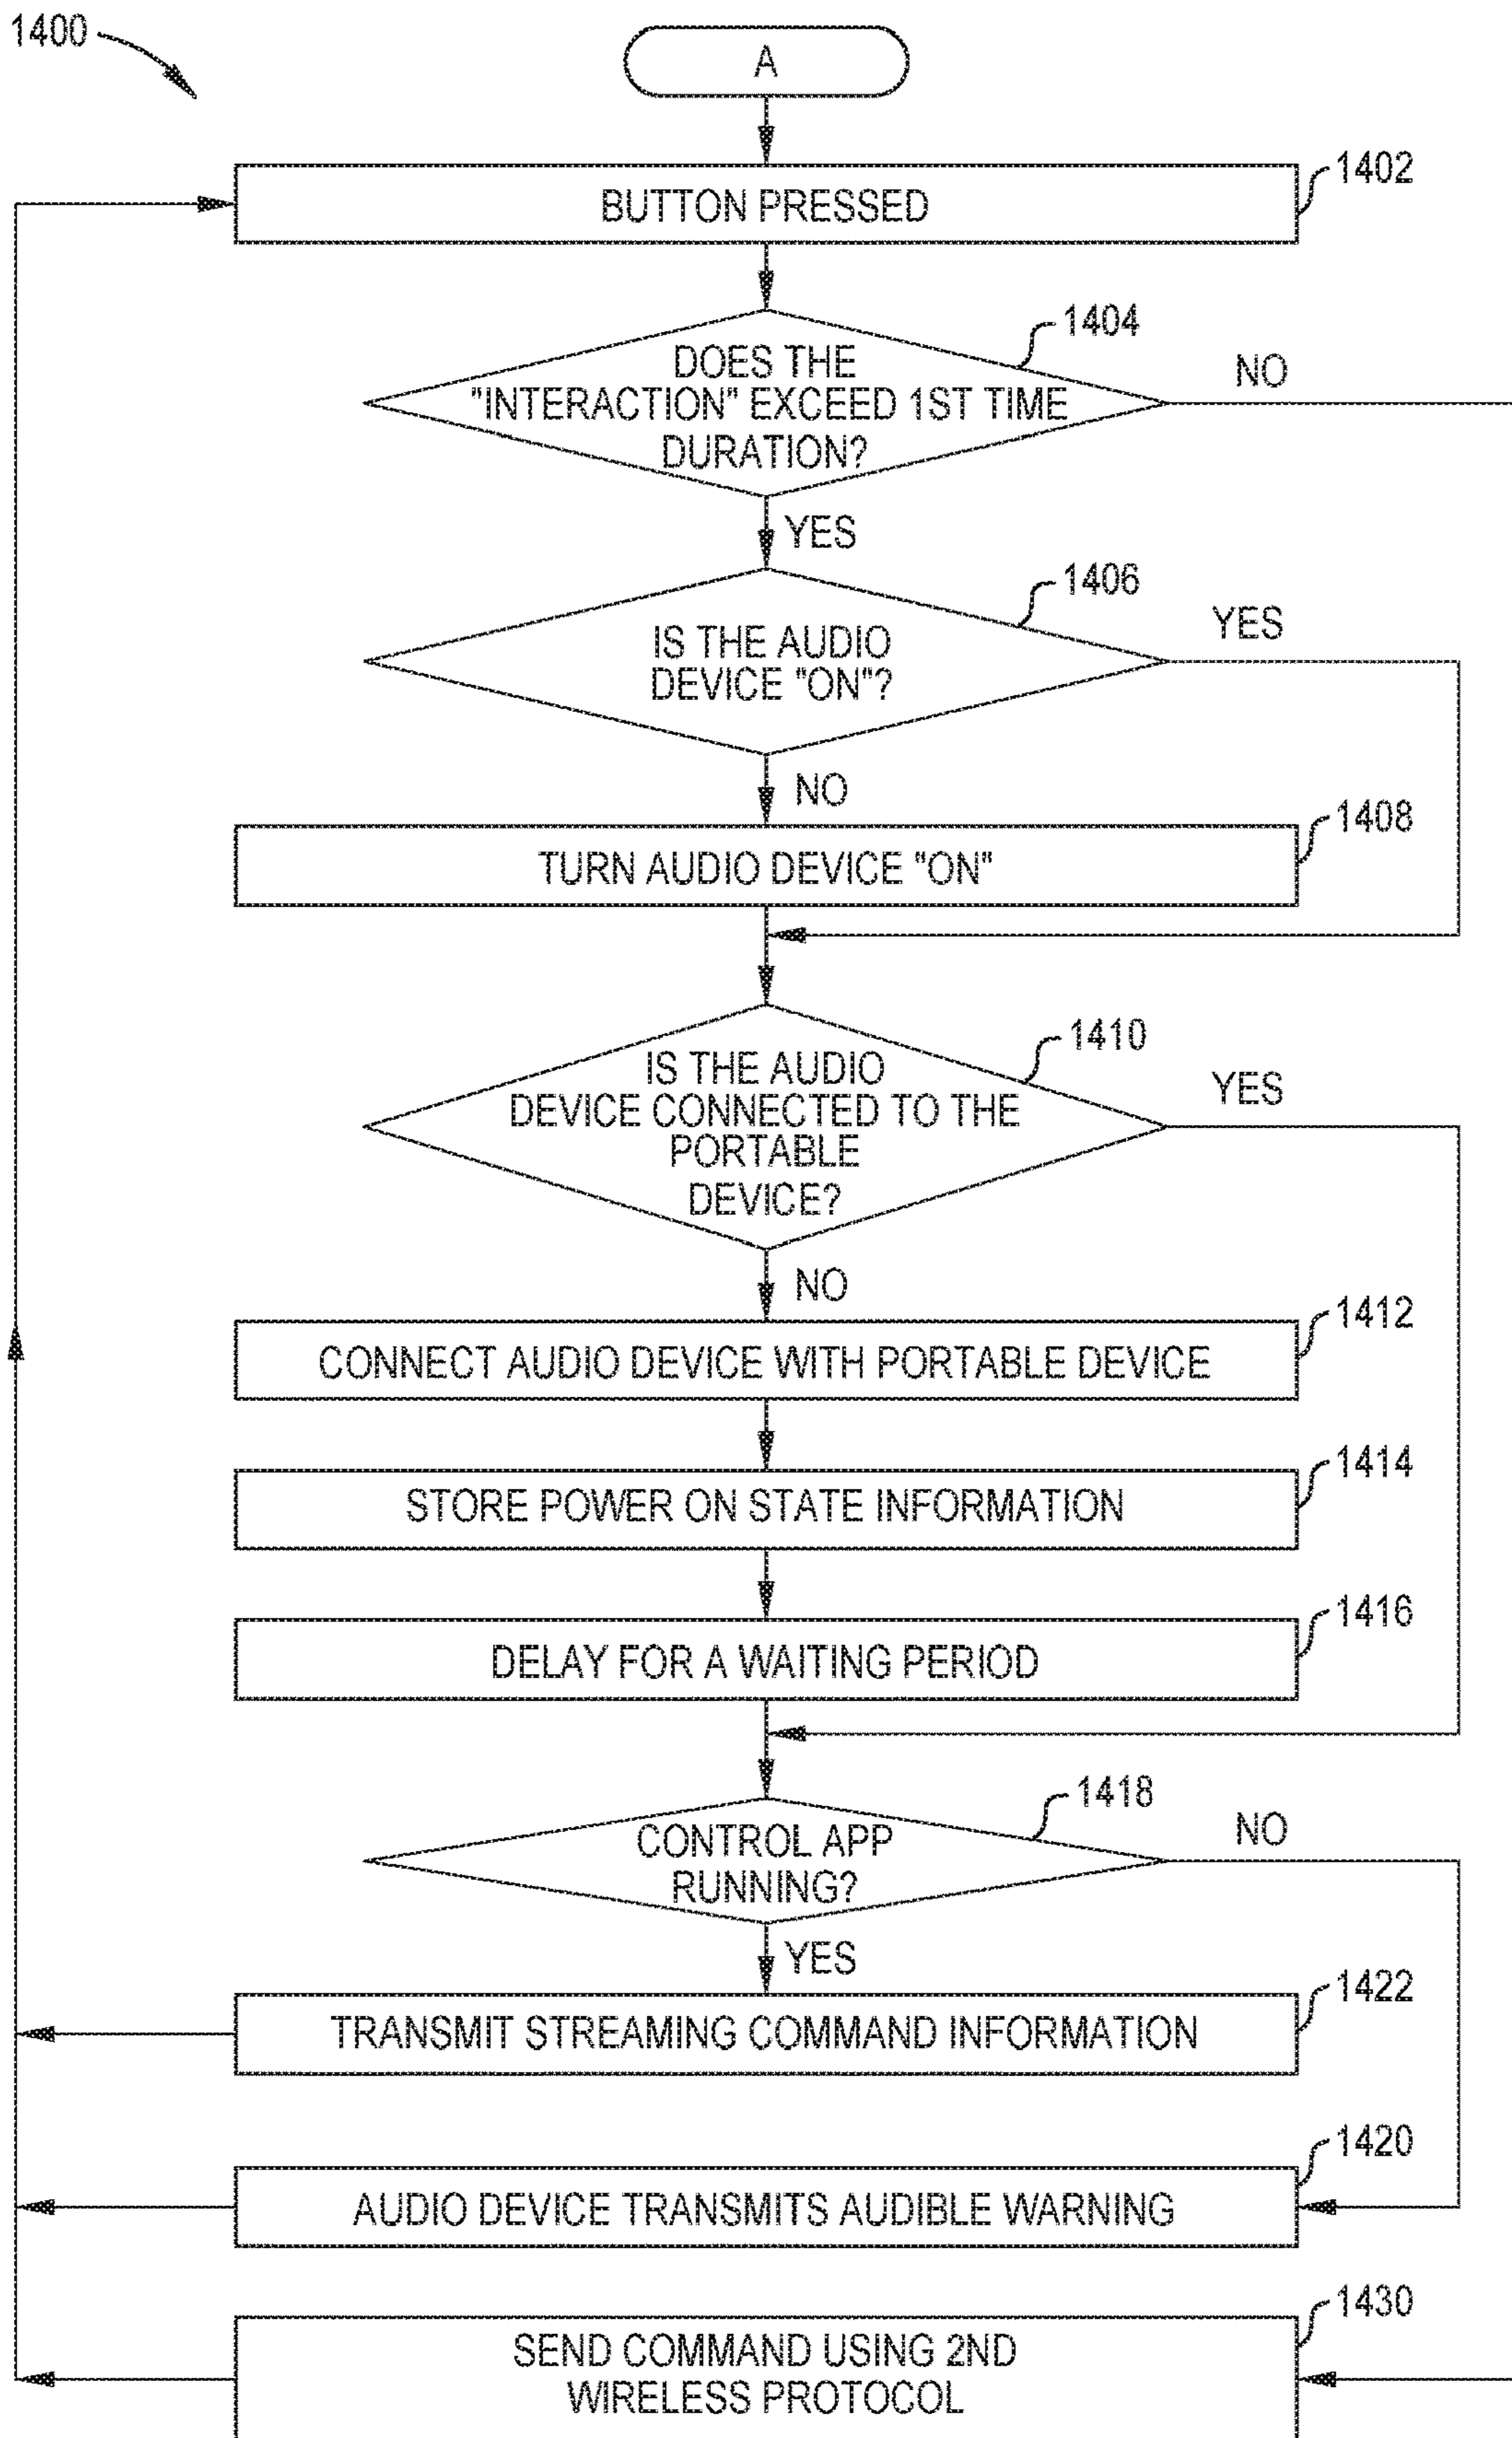 1400
A
BUTTON PRESSED
1402
DOES THE
"INTERACTION" EXCEED 1ST TIME
DURATION?
1404
NO
YES
IS THE AUDIO
DEVICE "ON"?
1406
YES
NO
TURN AUDIO DEVICE "ON"
1408
IS THE AUDIO
DEVICE CONNECTED TO THE
PORTABLE
DEVICE?
1410
YES
NO
CONNECT AUDIO DEVICE WITH PORTABLE DEVICE
1412
STORE POWER ON STATE INFORMATION
1414
DELAY FOR A WAITING PERIOD
1416
CONTROL APP
RUNNING?
1418
NO
YES
TRANSMIT STREAMING COMMAND INFORMATION
1422
AUDIO DEVICE TRANSMITS AUDIBLE WARNING
1420
SEND COMMAND USING 2ND
WIRELESS PROTOCOL
1430